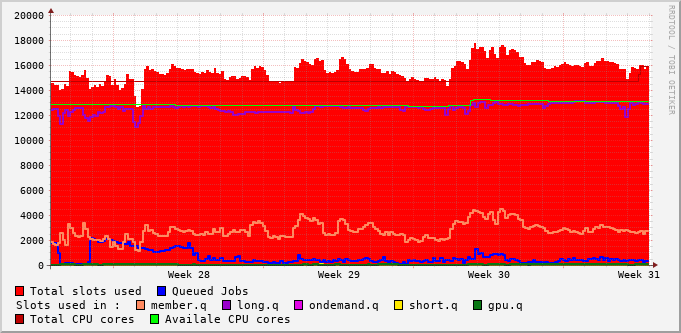 RRDTOOL / TOBI OETIKER
20000
18000
16000
14000
12000
10000
8000
6000
4000
2000
0
Week 28 Week 29 Week 30 Week 31
Total slots used Queued Jobs
Slots used in : member.q long.q ondemand.q short.q gpu.q
Total CPU cores Availale CPU cores